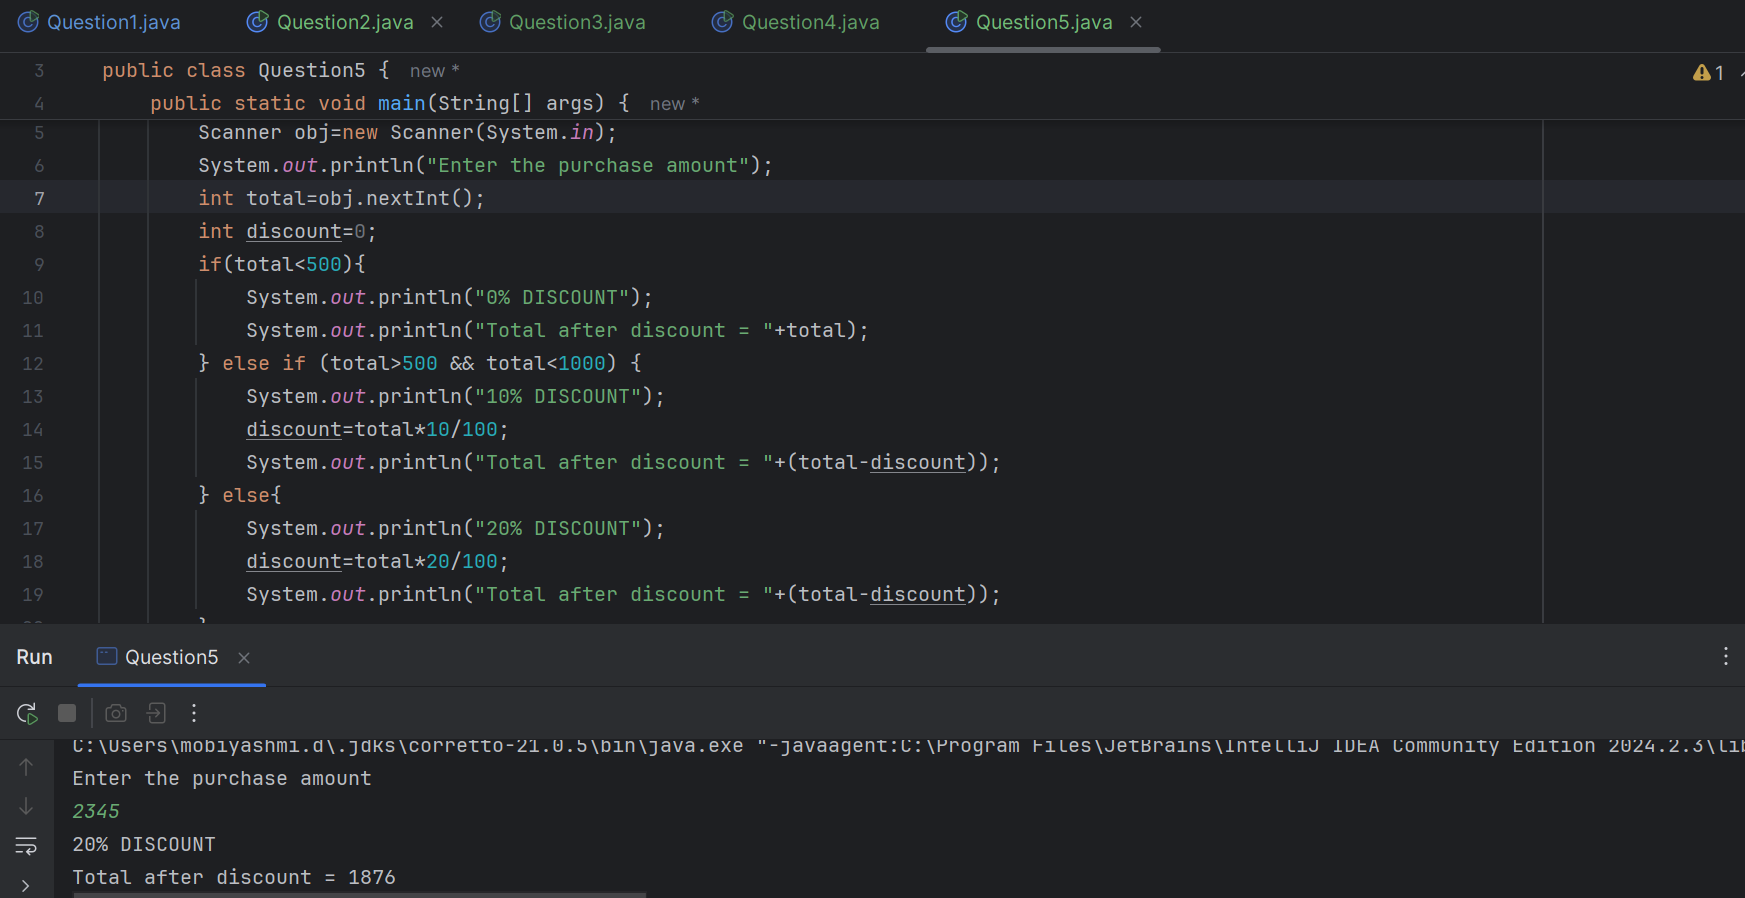 Question1.java Question2.java Question3.java Question4.java Question5.java
3 public class Question5 { new *
4 public static void main(String[] args) { new *
1
5 Scanner obj=new Scanner(System.in);
6 System.out.println("Enter the purchase amount");
7 int total=obj.nextInt();
8 int discount=0;
9 if(total<500){
10 System.out.println("0% DISCOUNT");
11 System.out.println("Total after discount = "+total);
12 } else if (total>500 && total<1000) {
13 System.out.println("10% DISCOUNT");
14 discount=total*10/100;
15 System.out.println("Total after discount = "+(total-discount));
16 } else{
17 System.out.println("20% DISCOUNT");
18 discount=total*20/100;
19 System.out.println("Total after discount = "+(total-discount));
}
Run Question5
C:\Users\mobiyashmi.d\.jdks\corretto-21.0.5\bin\java.exe "-javaagent:C:\Program Files\JetBrains\IntelliJ IDEA Community Edition 2024.2.3\lib
Enter the purchase amount
2345
20% DISCOUNT
Total after discount = 1876